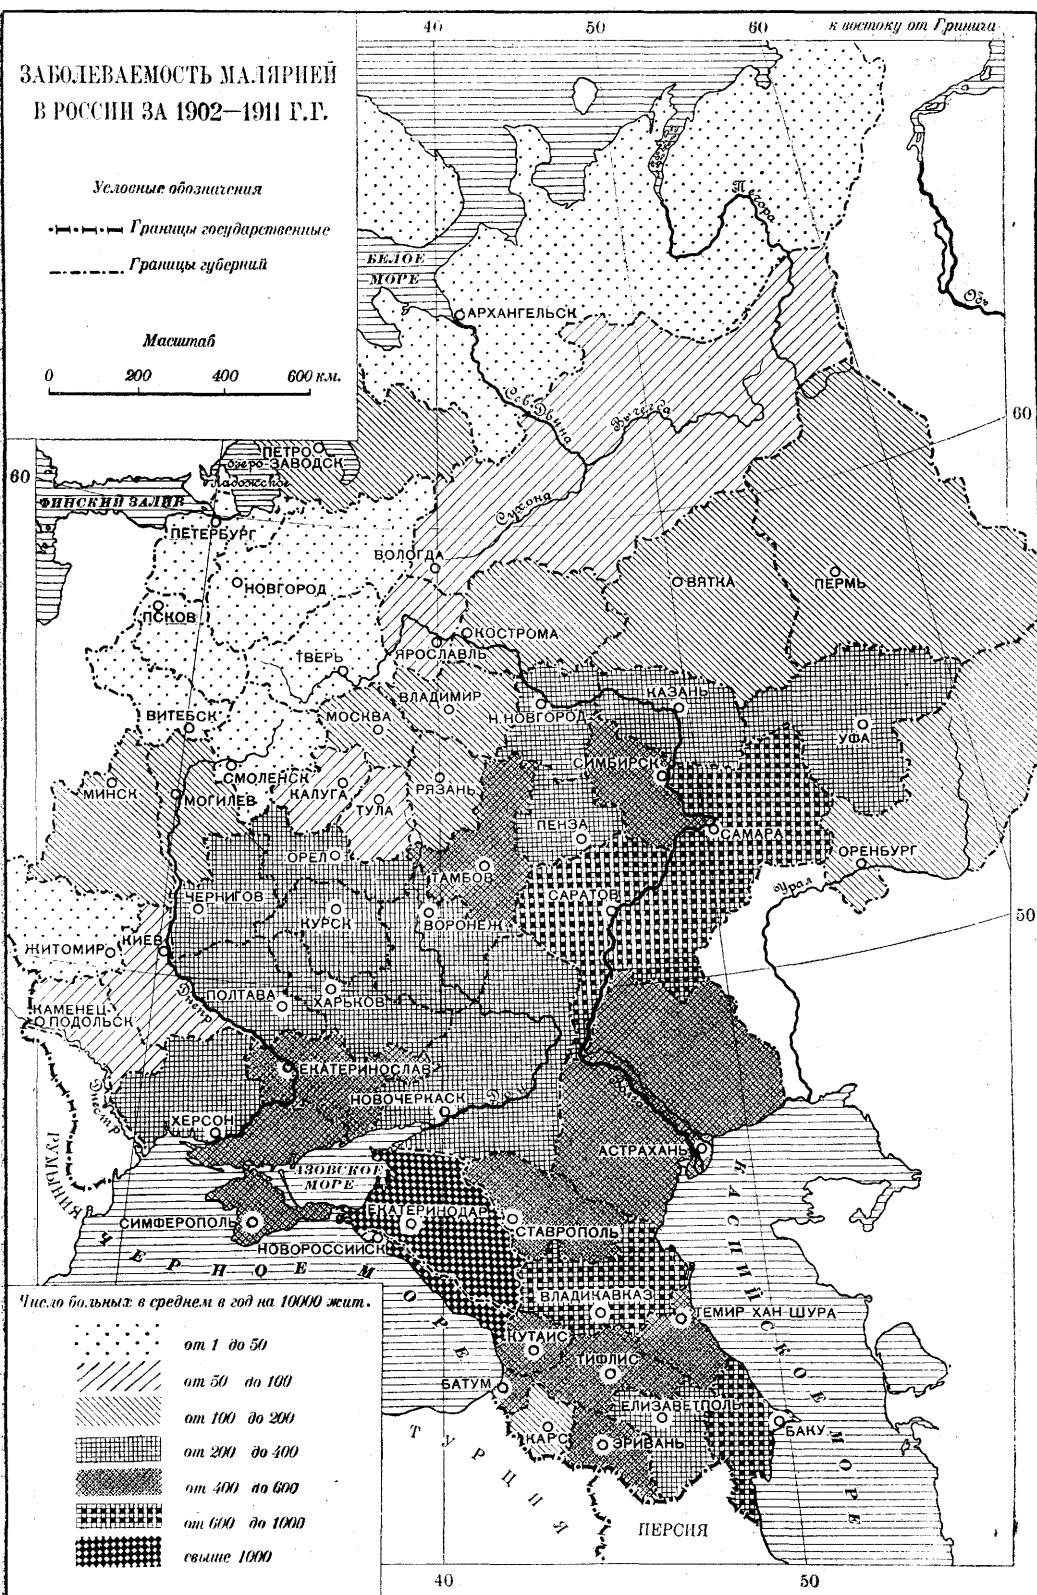 40
50
60
к востоку от Гринича
ЗАБОЛЕВАЕМОСТЬ МАЛЯРИЕЙ
В РОССИИ ЗА 1902—1911 Г.Г.
Условные обозначения
Границы государственные
Границы губерний
Масштаб
0 200 400 600 км.
Печора
Обь
БЕЛОЕ
МОРЕ
АРХАНГЕЛЬСК
Сев. Двина
Вычегда
60
ПЕТРО
ЗАВОДСК
Озеро
Ладожское
60
ФИНСКИЙ ЗАЛИВ
Сухона
ПЕТЕРБУРГ
ВОЛОГДА
НОВГОРОД
ВЯТКА
ПЕРМЬ
ПСКОВ
КОСТРОМА
ЯРОСЛАВЛЬ
ТВЕРЬ
ВЛАДИМИР
КАЗАНЬ
ВИТЕБСК
МОСКВА
Н.НОВГОРОД
УФА
СМОЛЕНСК
СИМБИРСК
МИНСК
МОГИЛЕВ
КАЛУГА
РЯЗАНЬ
ТУЛА
ПЕНЗА
САМАРА
ОРЕЛ
ОРЕНБУРГ
ТАМБОВ
Урал
ЧЕРНИГОВ
САРАТОВ
КУРСК
ВОРОНЕЖ
50
ЖИТОМИР
КИЕВ
Днепр
ПОЛТАВА
ХАРЬКОВ
КАМЕНЕЦ-
ПОДОЛЬСК
ЕКАТЕРИНОСЛАВ
Днестр
НОВОЧЕРКАСК
Д
Волга
ХЕРСОН
РУМЫНИЯ
АСТРАХАНЬ
АЗОВСКОЕ
МОРЕ
ЕКАТЕРИНОДАР
СИМФЕРОПОЛЬ
СТАВРОПОЛЬ
НОВОРОССИЙСК
ЧЕРНОЕ МОРЕ
КАСПИЙСКОЕ МОРЕ
ВЛАДИКАВКАЗ
ТЕМИР-ХАН ШУРА
КУТАИС
ТИФЛИС
БАТУМ
ЕЛИЗАВЕТПОЛЬ
БАКУ
КАРС
ЭРИВАНЬ
ТУРЦИЯ
ПЕРСИЯ
Число больных в среднем в год на 10000 жит.
от 1 до 50
от 50 до 100
от 100 до 200
от 200 до 400
от 400 до 600
от 600 до 1000
свыше 1000
40
50